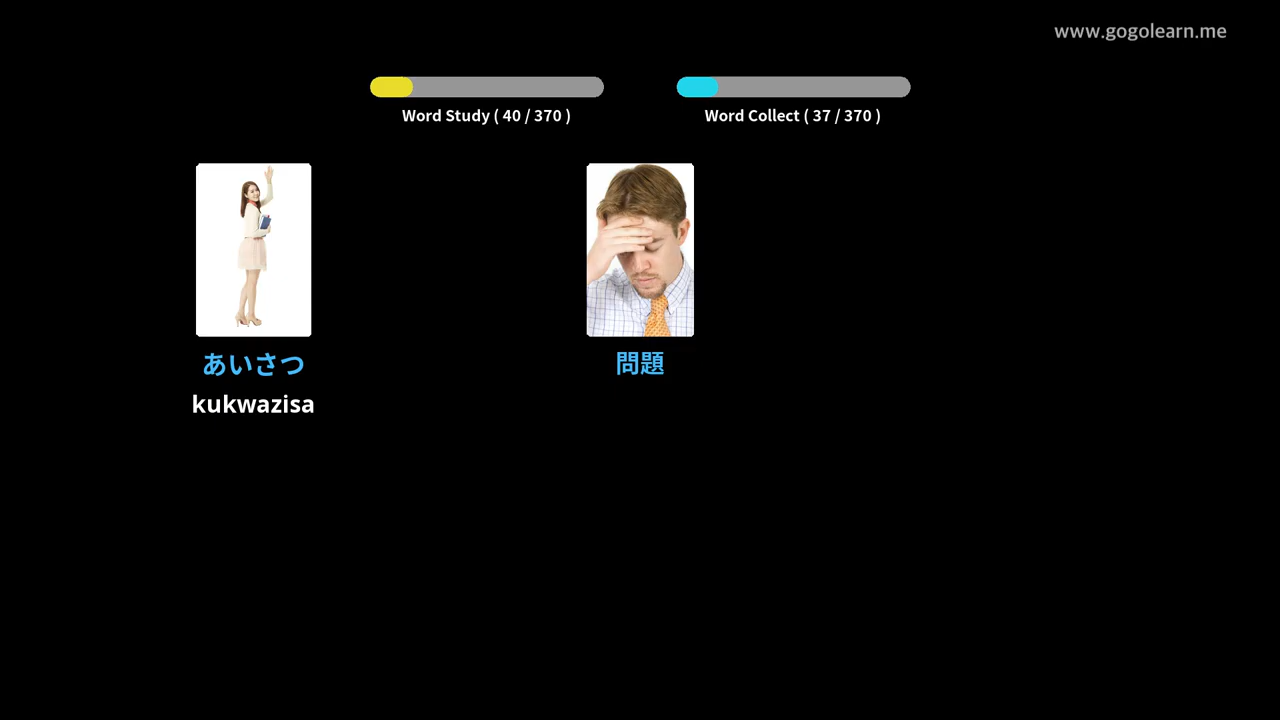 www.gogolearn.me
Word Study ( 40 / 370 )
Word Collect ( 37 / 370 )
あいさつ
kukwazisa
問題